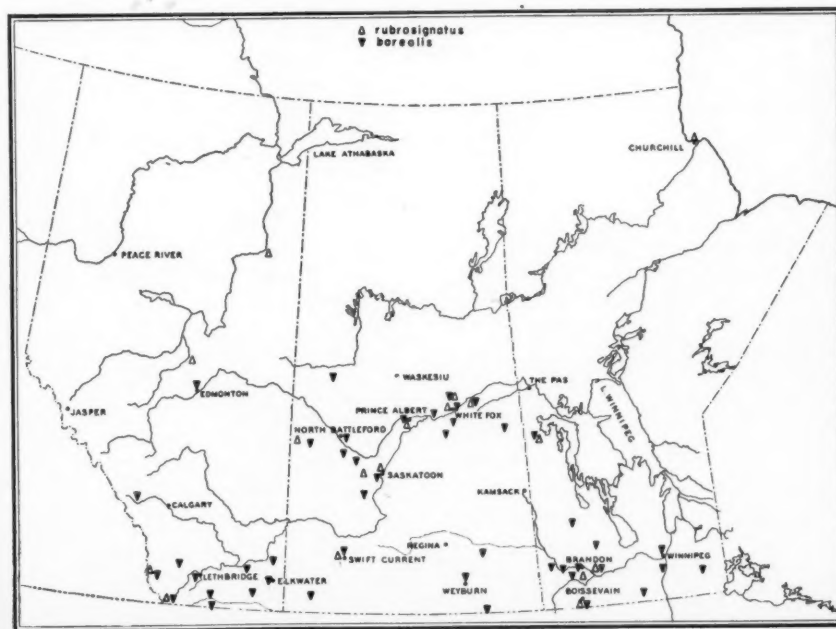 △ rubrosignatus
▼ borealis
LAKE ATHABASKA
CHURCHILL
PEACE RIVER
WASKESIU
THE PAS
EDMONTON
JASPER
PRINCE ALBERT
WHITE FOX
L. WINNIPEG
NORTH BATTLEFORD
SASKATOON
KAMSACK
CALGARY
REGINA
BRANDON
WINNIPEG
SWIFT CURRENT
LETHBRIDGE
ELKWATER
WEYBURN
BOISSEVAIN